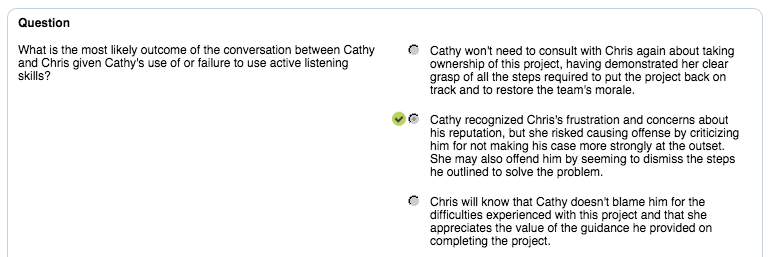 Question
What is the most likely outcome of the conversation between Cathy
and Chris given Cathy's use of or failure to use active listening
skills?
Cathy won't need to consult with Chris again about taking
ownership of this project, having demonstrated her clear
grasp of all the steps required to put the project back on
track and to restore the team's morale.
Cathy recognized Chris's frustration and concerns about
his reputation, but she risked causing offense by criticizing
him for not making his case more strongly at the outset.
She may also offend him by seeming to dismiss the steps
he outlined to solve the problem.
Chris will know that Cathy doesn't blame him for the
difficulties experienced with this project and that she
appreciates the value of the guidance he provided on
completing the project.